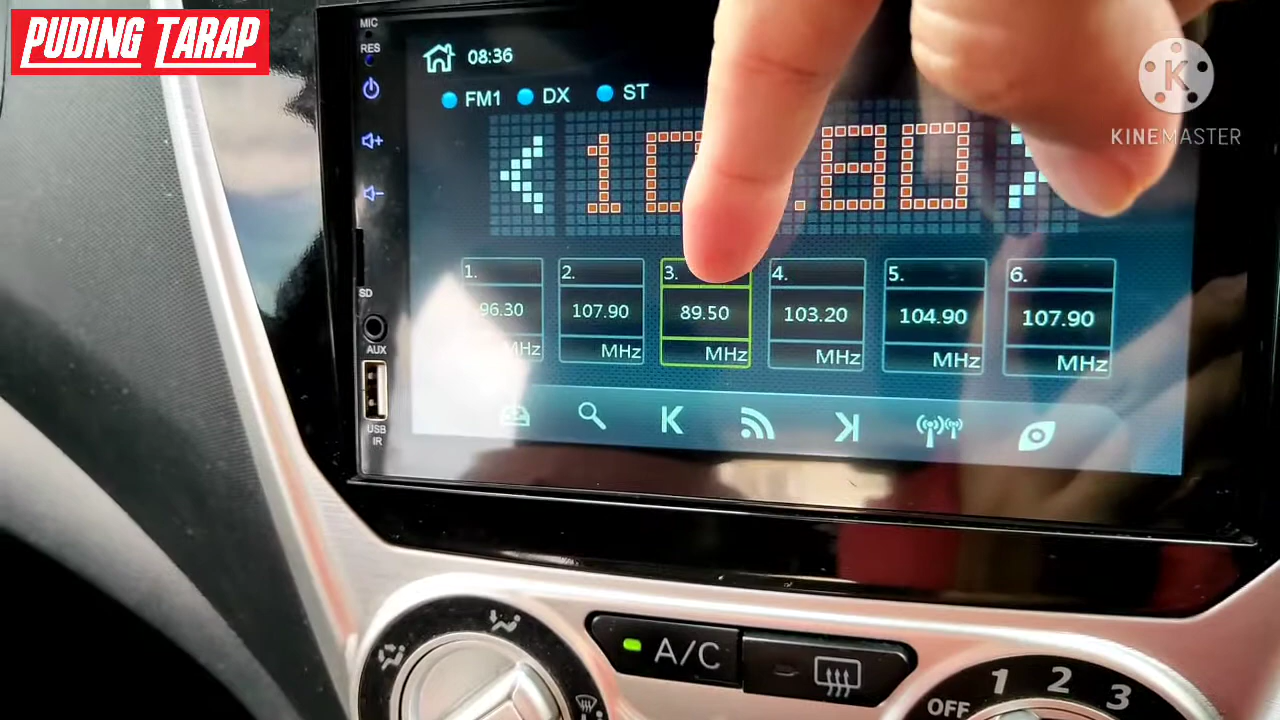 PUDING TARAP
MIC
RES
08:36
FM1 DX ST
KINEMASTER
1. 2. 3. 4. 5. 6.
96.30 107.90 89.50 103.20 104.90 107.90
MHz MHz MHz MHz MHz MHz
SD
AUX
USB
IR
A/C
OFF 1 2 3